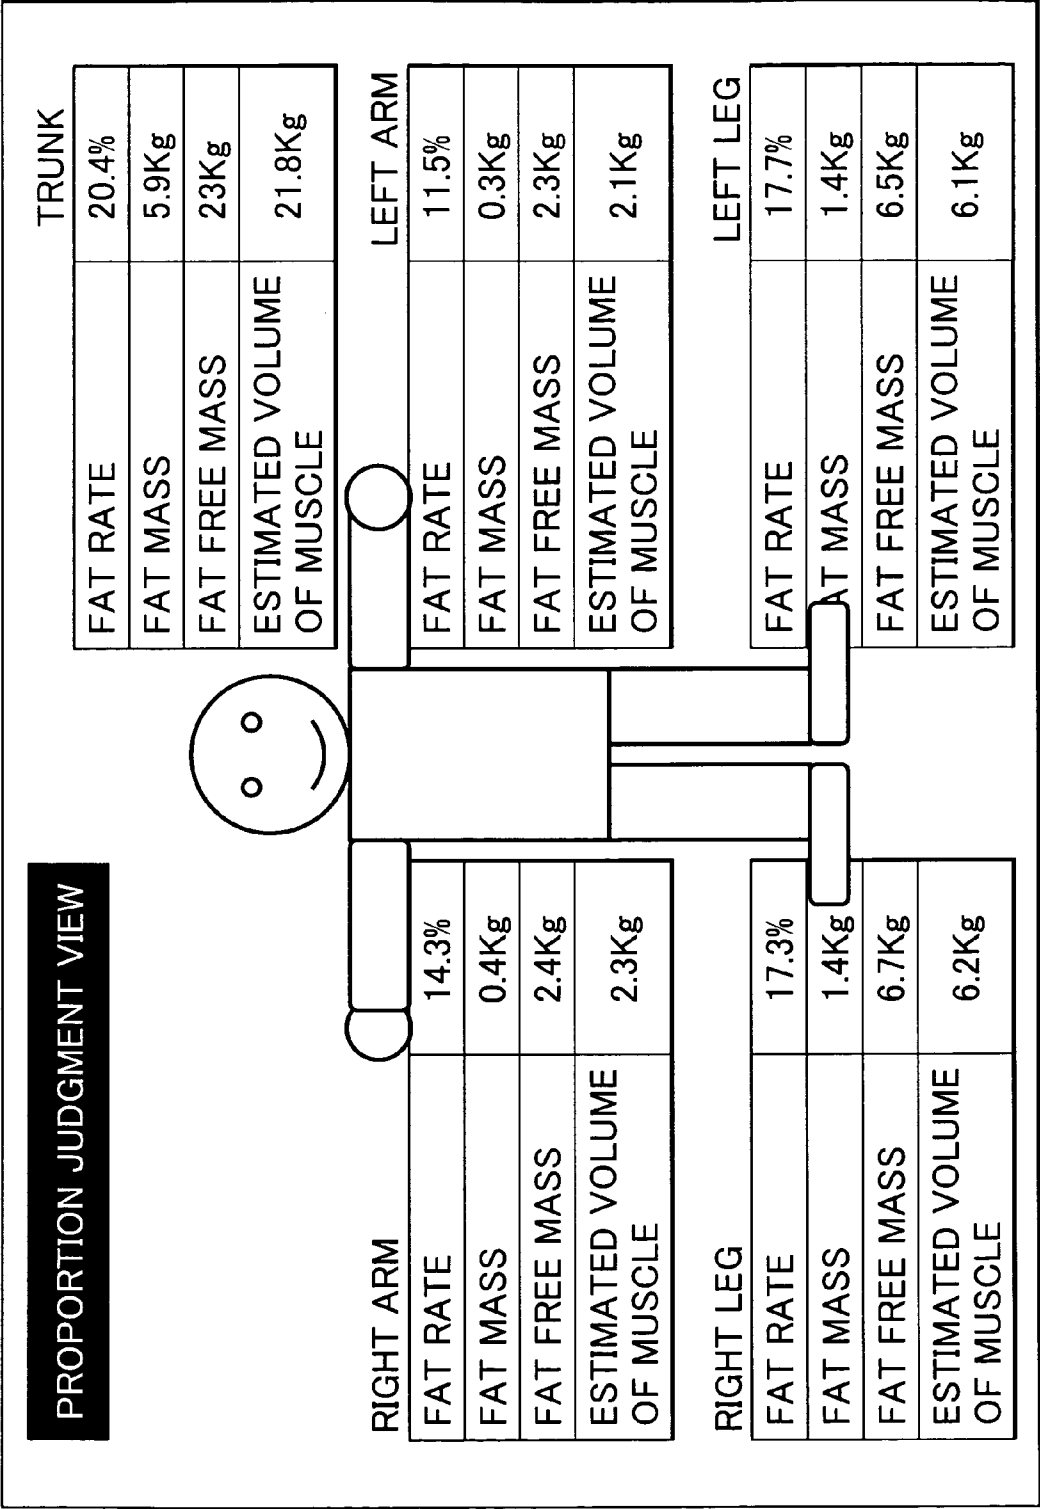 PROPORTION JUDGMENT VIEW
TRUNK
FAT RATE 20.4%
FAT MASS 5.9Kg
FAT FREE MASS 23Kg
ESTIMATED VOLUME
OF MUSCLE 21.8Kg
RIGHT ARM
FAT RATE 14.3%
FAT MASS 0.4Kg
FAT FREE MASS 2.4Kg
ESTIMATED VOLUME
OF MUSCLE 2.3Kg
LEFT ARM
FAT RATE 11.5%
FAT MASS 0.3Kg
FAT FREE MASS 2.3Kg
ESTIMATED VOLUME
OF MUSCLE 2.1Kg
RIGHT LEG
FAT RATE 17.3%
FAT MASS 1.4Kg
FAT FREE MASS 6.7Kg
ESTIMATED VOLUME
OF MUSCLE 6.2Kg
LEFT LEG
FAT RATE 17.7%
AT MASS 1.4Kg
FAT FREE MASS 6.5Kg
ESTIMATED VOLUME
OF MUSCLE 6.1Kg